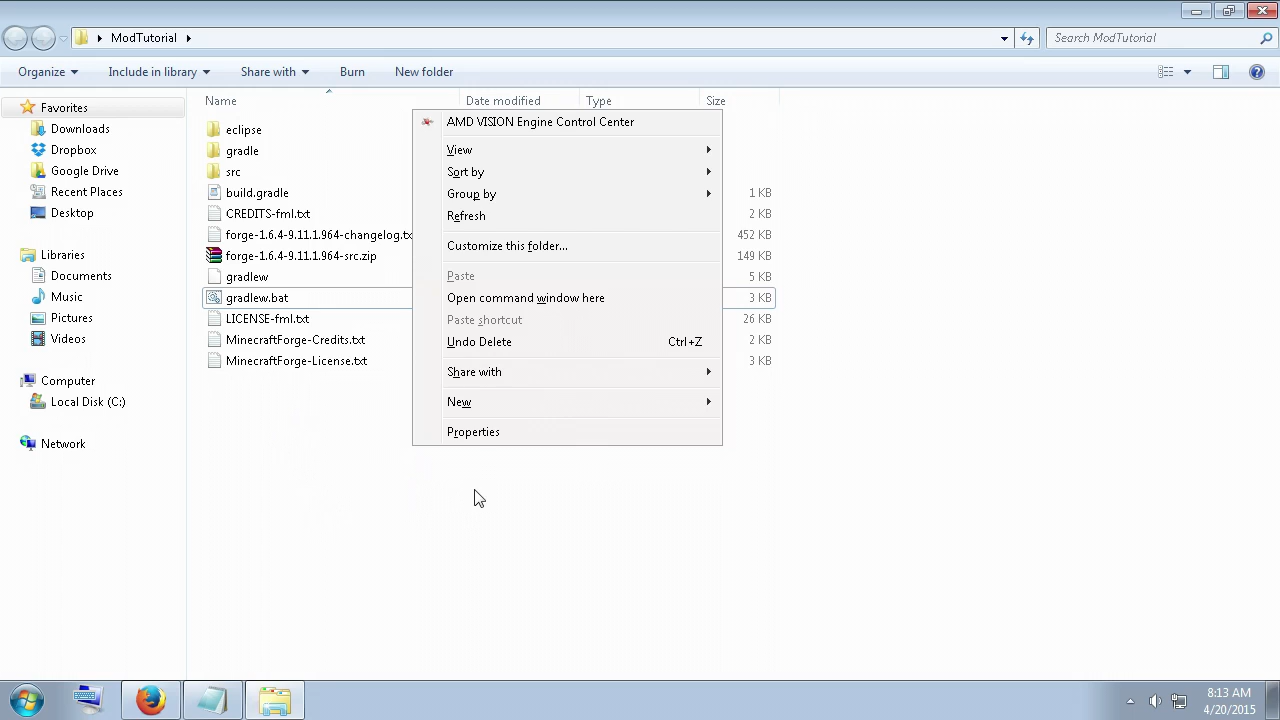 ModTutorial
Search ModTutorial
Organize
Include in library
Share with
Burn
New folder
Favorites
Downloads
Dropbox
Google Drive
Recent Places
Desktop
Libraries
Documents
Music
Pictures
Videos
Computer
Local Disk (C:)
Network
Name
Date modified
Type
Size
eclipse
gradle
src
build.gradle
1 KB
CREDITS-fml.txt
2 KB
forge-1.6.4-9.11.1.964-changelog.tx
452 KB
forge-1.6.4-9.11.1.964-src.zip
149 KB
gradlew
5 KB
gradlew.bat
3 KB
LICENSE-fml.txt
26 KB
MinecraftForge-Credits.txt
2 KB
MinecraftForge-License.txt
3 KB
AMD VISION Engine Control Center
View
Sort by
Group by
Refresh
Customize this folder...
Paste
Open command window here
Paste shortcut
Undo Delete Ctrl+Z
Share with
New
Properties
8:13 AM
4/20/2015